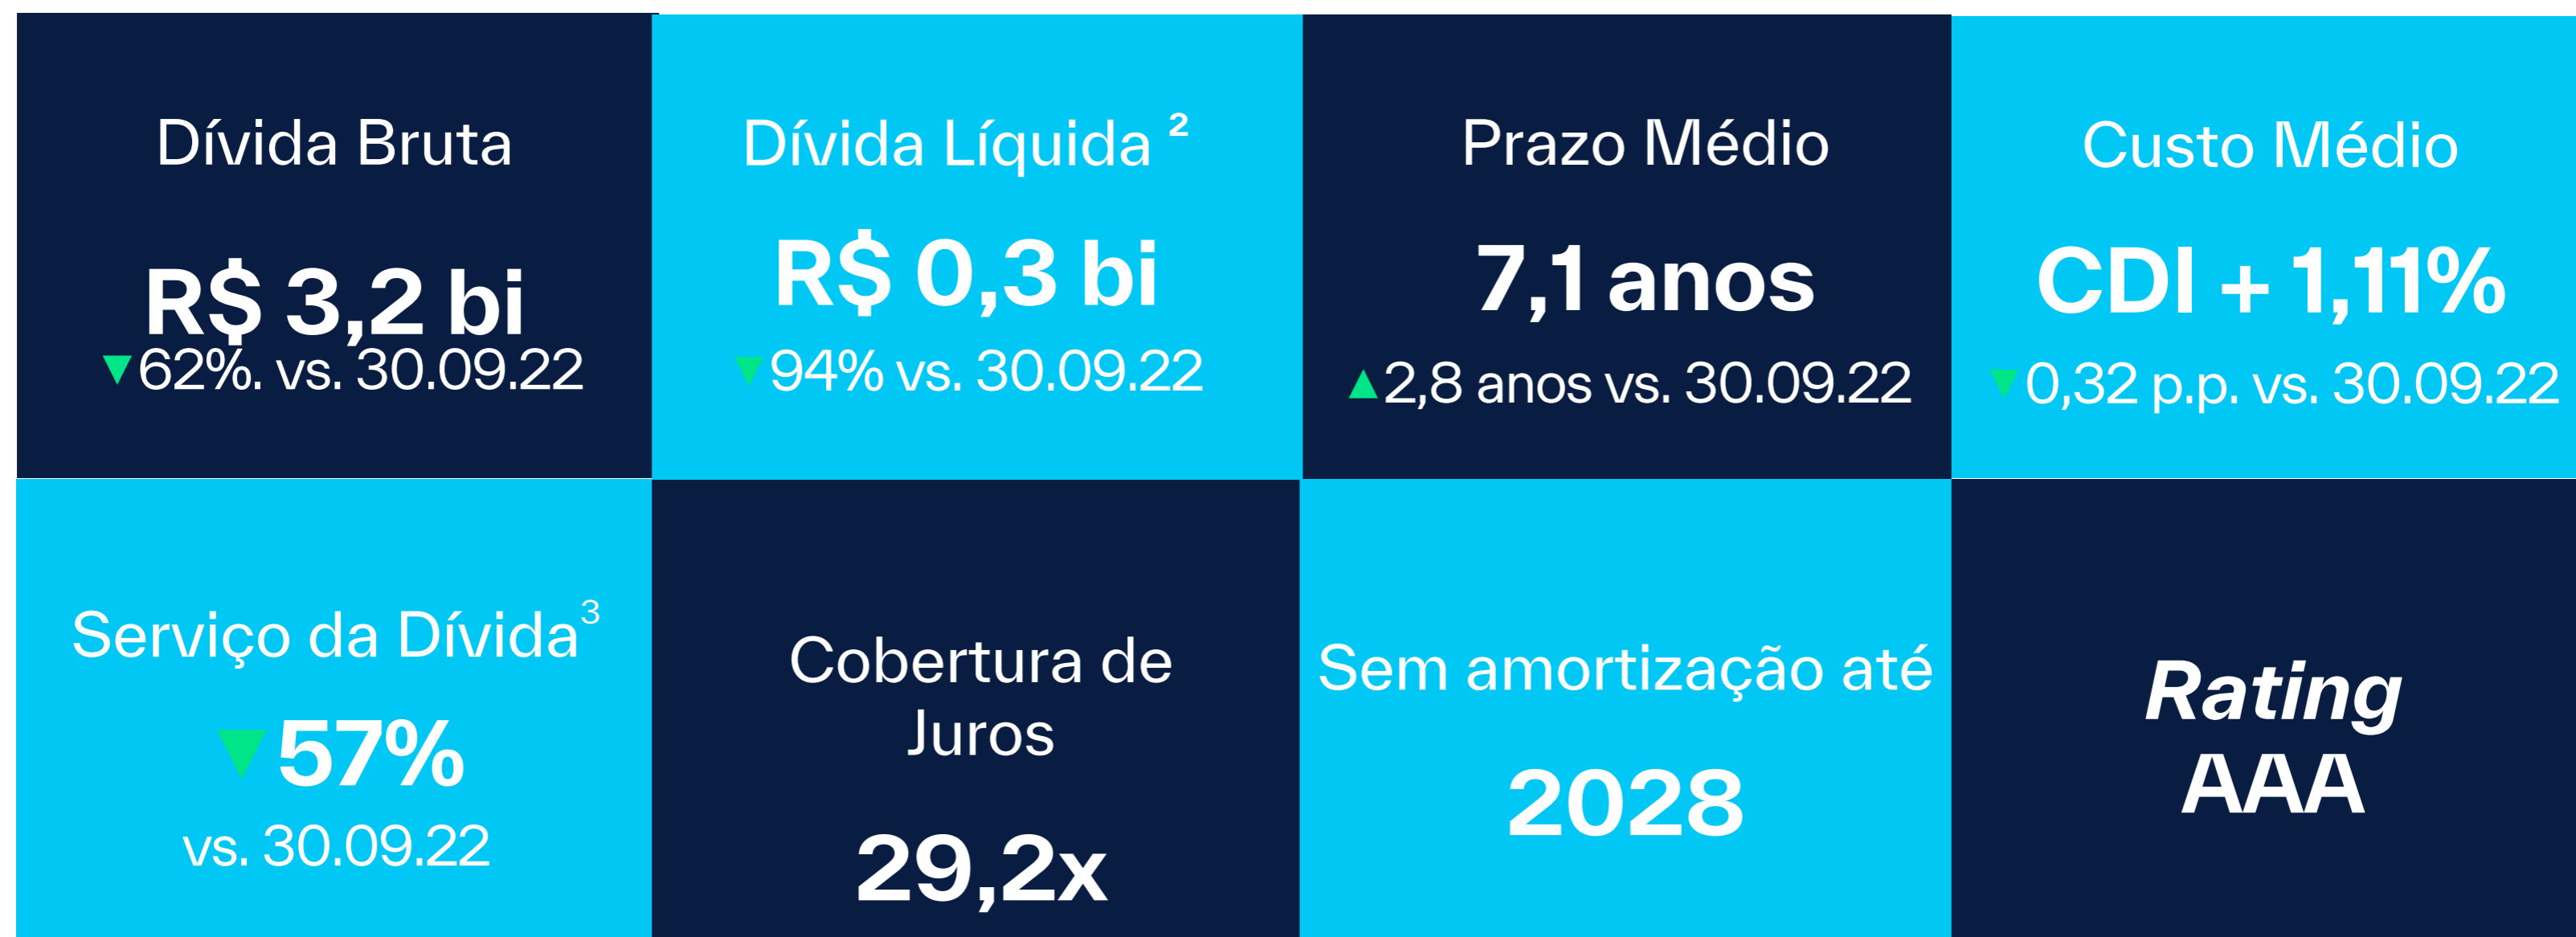 Dívida Bruta
R$ 3,2 bi
▼62%. vs. 30.09.22
Dívida Líquida ²
R$ 0,3 bi
▼94% vs. 30.09.22
Prazo Médio
7,1 anos
▲2,8 anos vs. 30.09.22
Custo Médio
CDI + 1,11%
▼0,32 p.p. vs. 30.09.22
Serviço da Dívida³
▼57%
vs. 30.09.22
Cobertura de
Juros
29,2x
Sem amortização até
2028
Rating
AAA